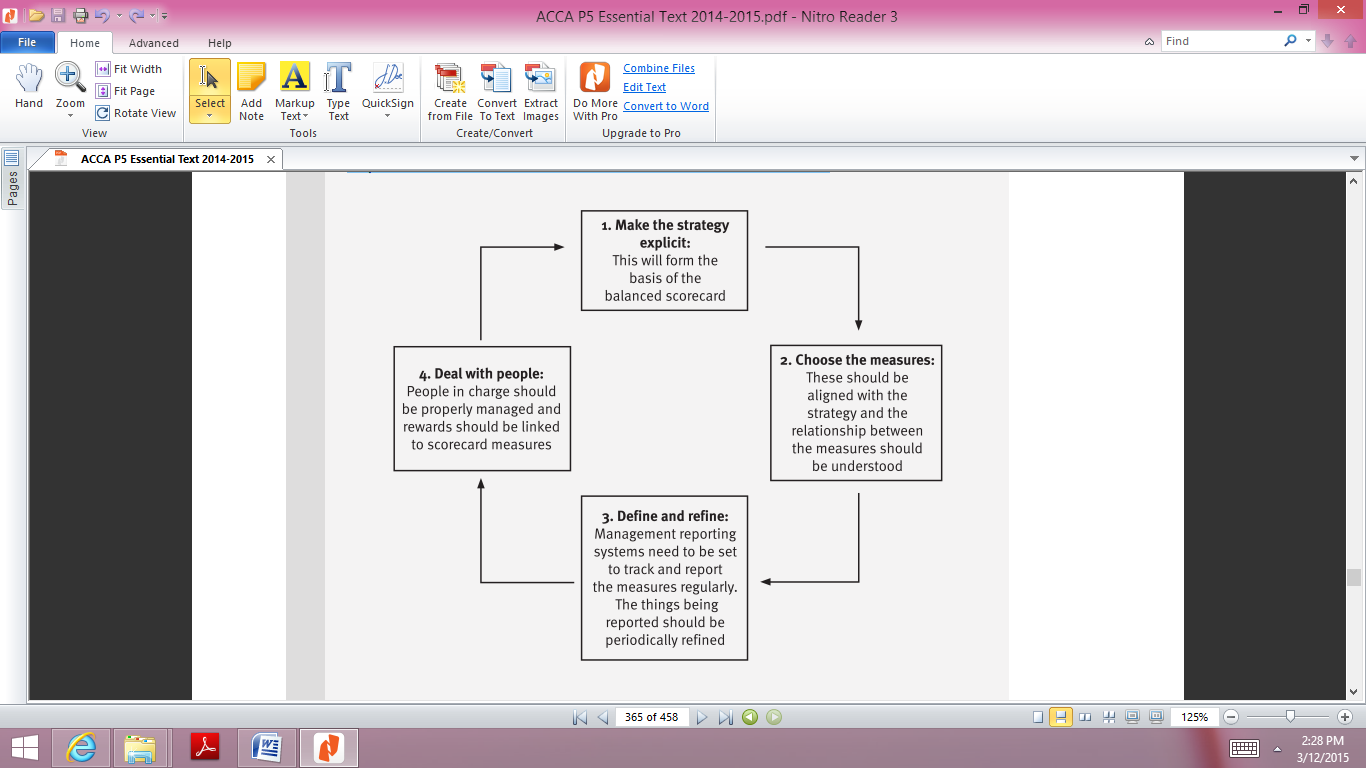 ACCA P5 Essential Text 2014-2015.pdf - Nitro Reader 3
File
Home
Advanced
Help
Find
Hand
Zoom
Fit Width
Fit Page
Rotate View
View
Select
Add
Note
Markup
Text
Type
Text
QuickSign
Tools
Create
from File
Convert
To Text
Extract
Images
Create/Convert
Do More
With Pro
Combine Files
Edit Text
Convert to Word
Upgrade to Pro
Pages
ACCA P5 Essential Text 2014-2015
1. Make the strategy
explicit:
This will form the
basis of the
balanced scorecard
2. Choose the measures:
These should be
aligned with the
strategy and the
relationship between
the measures should
be understood
3. Define and refine:
Management reporting
systems need to be set
to track and report
the measures regularly.
The things being
reported should be
periodically refined
4. Deal with people:
People in charge should
be properly managed and
rewards should be linked
to scorecard measures
365 of 458
125%
2:28 PM
3/12/2015